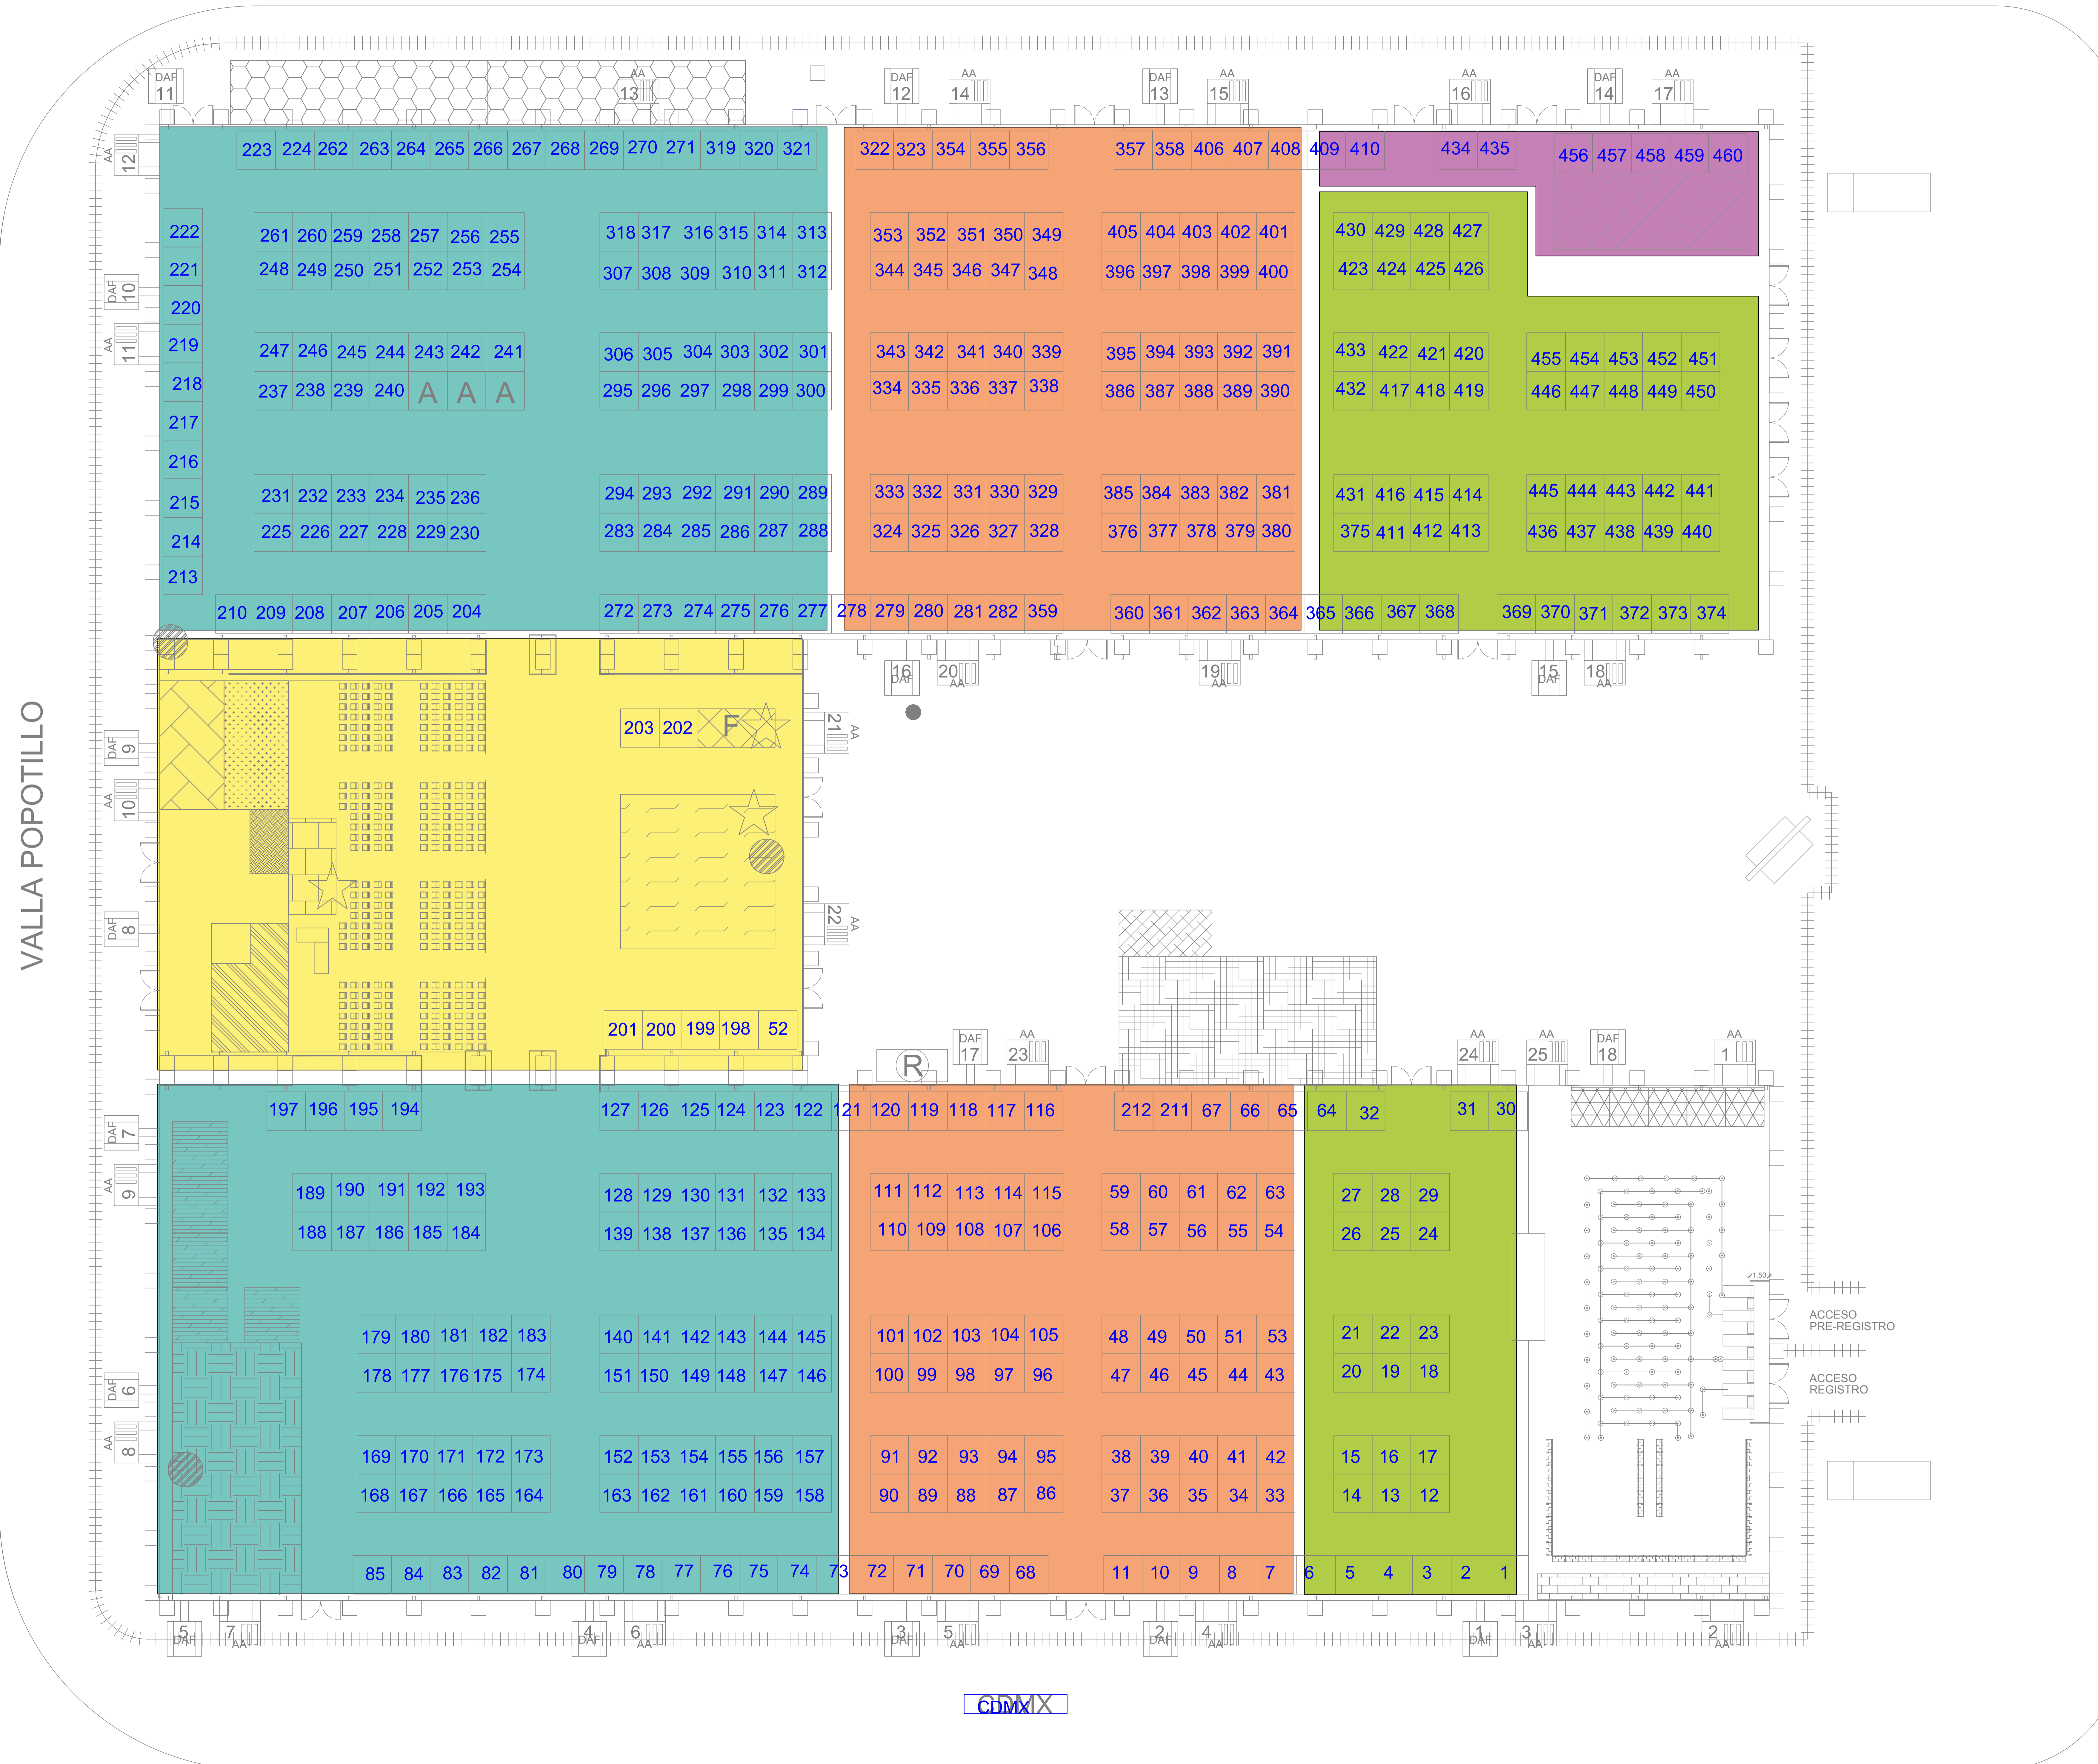 DAF AA DAF AA DAF AA AA DAF AA
11 13 12 14 13 15 16 14 17
AA 12
223 224 262 263 264 265 266 267 268 269 270 271 319 320 321 322 323 354 355 356 357 358 406 407 408 409 410 434 435 456 457 458 459 460
222 261 260 259 258 257 256 255 318 317 316 315 314 313 353 352 351 350 349 405 404 403 402 401 430 429 428 427
221 248 249 250 251 252 253 254 307 308 309 310 311 312 344 345 346 347 348 396 397 398 399 400 423 424 425 426
DAF 10
220
AA 11
219 247 246 245 244 243 242 241 306 305 304 303 302 301 343 342 341 340 339 395 394 393 392 391 433 422 421 420 455 454 453 452 451
218 237 238 239 240 A A A 295 296 297 298 299 300 334 335 336 337 338 386 387 388 389 390 432 417 418 419 446 447 448 449 450
217
216
215 231 232 233 234 235 236 294 293 292 291 290 289 333 332 331 330 329 385 384 383 382 381 431 416 415 414 445 444 443 442 441
214 225 226 227 228 229 230 283 284 285 286 287 288 324 325 326 327 328 376 377 378 379 380 375 411 412 413 436 437 438 439 440
213
210 209 208 207 206 205 204 272 273 274 275 276 277 278 279 280 281 282 359 360 361 362 363 364 365 366 367 368 369 370 371 372 373 374
16 20 19 15 18
DAF AA AA DAF AA
VALLA POPOTILLO
DAF 9
203 202 F
21 AA
AA 10
DAF 8
22 AA
201 200 199 198 52
DAF AA AA AA DAF AA
17 23 24 25 18 1
R
DAF 7
197 196 195 194 127 126 125 124 123 122 121 120 119 118 117 116 212 211 67 66 65 64 32 31 30
AA 9
189 190 191 192 193 128 129 130 131 132 133 111 112 113 114 115 59 60 61 62 63 27 28 29
188 187 186 185 184 139 138 137 136 135 134 110 109 108 107 106 58 57 56 55 54 26 25 24
1.50
ACCESO
PRE-REGISTRO
179 180 181 182 183 140 141 142 143 144 145 101 102 103 104 105 48 49 50 51 53 21 22 23
178 177 176 175 174 151 150 149 148 147 146 100 99 98 97 96 47 46 45 44 43 20 19 18
ACCESO
REGISTRO
DAF 6
AA 8
169 170 171 172 173 152 153 154 155 156 157 91 92 93 94 95 38 39 40 41 42 15 16 17
168 167 166 165 164 163 162 161 160 159 158 90 89 88 87 86 37 36 35 34 33 14 13 12
85 84 83 82 81 80 79 78 77 76 75 74 73 72 71 70 69 68 11 10 9 8 7 6 5 4 3 2 1
5 7 4 6 3 5 2 4 1 3 2
DAF AA DAF AA DAF AA DAF AA DAF AA AA
CDMX
CDMX